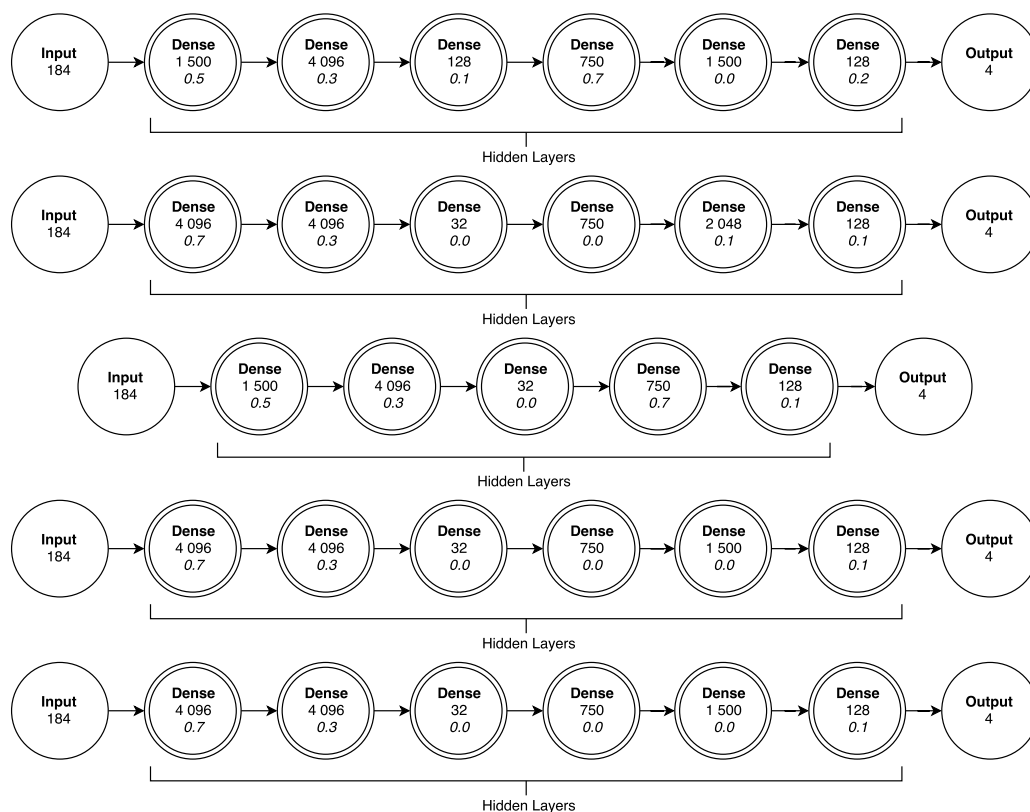 Input
184
Dense
1 500
0.5
Dense
4 096
0.3
Dense
128
0.1
Dense
750
0.7
Dense
1 500
0.0
Dense
128
0.2
Output
4
Hidden Layers
Input
184
Dense
4 096
0.7
Dense
4 096
0.3
Dense
32
0.0
Dense
750
0.0
Dense
2 048
0.1
Dense
128
0.1
Output
4
Hidden Layers
Input
184
Dense
1 500
0.5
Dense
4 096
0.3
Dense
32
0.0
Dense
750
0.7
Dense
128
0.1
Output
4
Hidden Layers
Input
184
Dense
4 096
0.7
Dense
4 096
0.3
Dense
32
0.0
Dense
750
0.0
Dense
1 500
0.0
Dense
128
0.1
Output
4
Hidden Layers
Input
184
Dense
4 096
0.7
Dense
4 096
0.3
Dense
32
0.0
Dense
750
0.0
Dense
1 500
0.0
Dense
128
0.1
Output
4
Hidden Layers